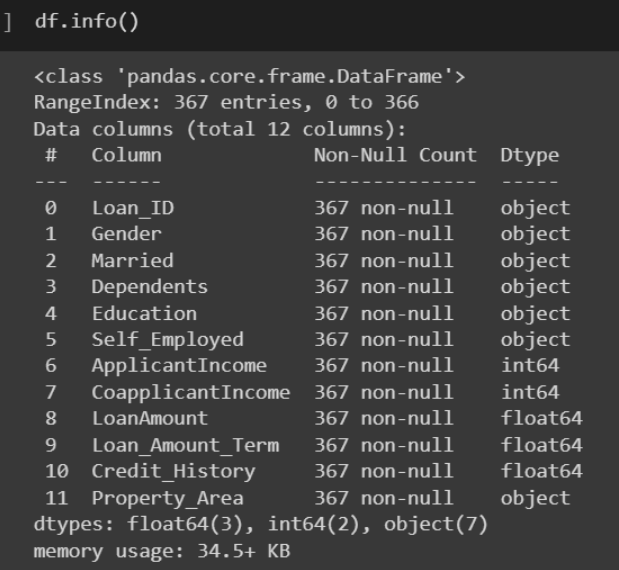 ] df.info()
<class 'pandas.core.frame.DataFrame'>
RangeIndex: 367 entries, 0 to 366
Data columns (total 12 columns):
 #   Column             Non-Null Count  Dtype
---  ------             --------------  -----
 0   Loan_ID            367 non-null    object
 1   Gender             367 non-null    object
 2   Married            367 non-null    object
 3   Dependents         367 non-null    object
 4   Education          367 non-null    object
 5   Self_Employed      367 non-null    object
 6   ApplicantIncome    367 non-null    int64
 7   CoapplicantIncome  367 non-null    int64
 8   LoanAmount         367 non-null    float64
 9   Loan_Amount_Term   367 non-null    float64
 10  Credit_History     367 non-null    float64
 11  Property_Area      367 non-null    object
dtypes: float64(3), int64(2), object(7)
memory usage: 34.5+ KB